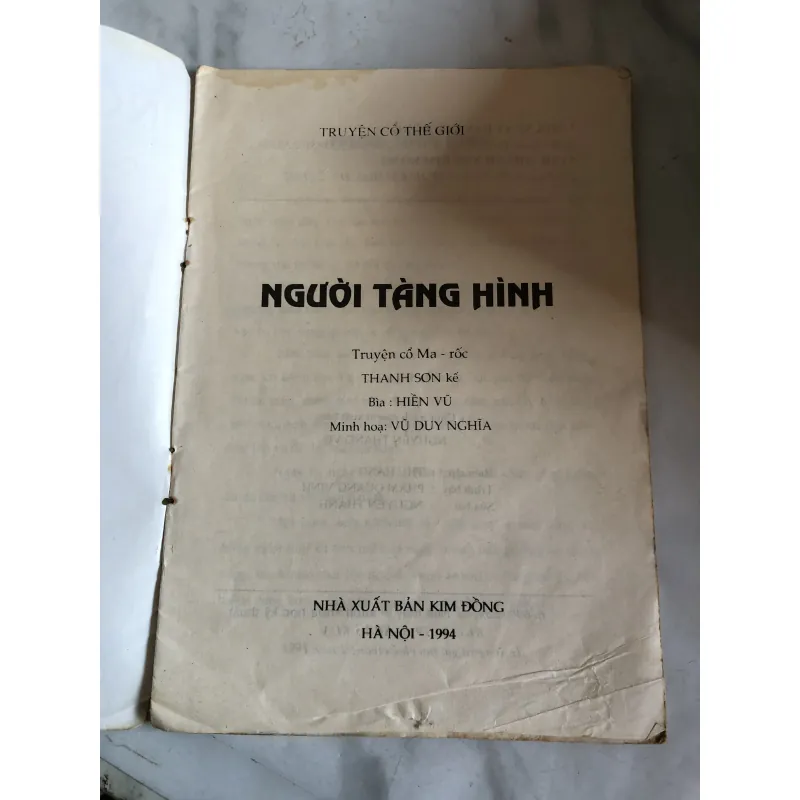 TRUYỆN CỔ THẾ GIỚI
NGƯỜI TÀNG HÌNH
Truyện cổ Ma - rốc
THANH SƠN kể
Bìa : HIỀN VŨ
Minh hoạ: VŨ DUY NGHĨA
NHÀ XUẤT BẢN KIM ĐỒNG
HÀ NỘI - 1994